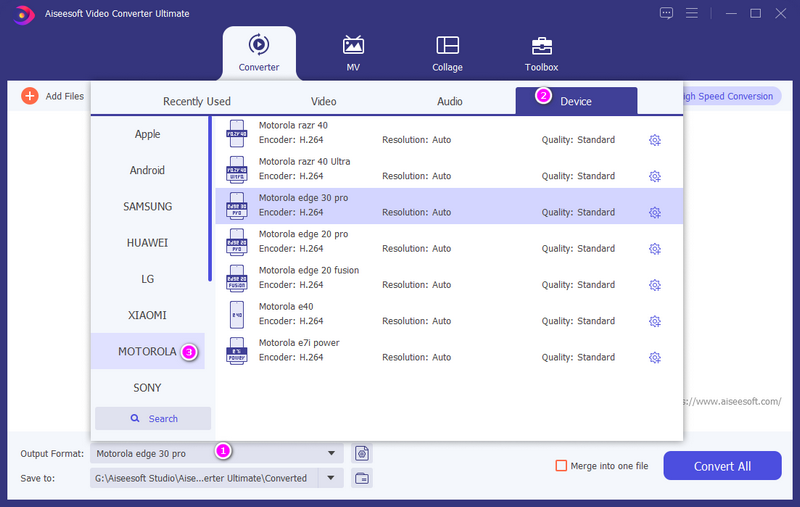 Aiseesoft Video Converter Ultimate
Converter
MV
Collage
Toolbox
Add Files
igh Speed Conversion
Recently Used
Video
Audio
2
Device
Apple
Android
SAMSUNG
HUAWEI
LG
XIAOMI
MOTOROLA
3
SONY
Search
Motorola razr 40
Encoder: H.264 Resolution: Auto Quality: Standard
Motorola razr 40 Ultra
Encoder: H.264 Resolution: Auto Quality: Standard
Motorola edge 30 pro
Encoder: H.264 Resolution: Auto Quality: Standard
Motorola edge 20 pro
Encoder: H.264 Resolution: Auto Quality: Standard
Motorola edge 20 fusion
Encoder: H.264 Resolution: Auto Quality: Standard
Motorola e40
Encoder: H.264 Resolution: Auto Quality: Standard
Motorola e7i power
Encoder: H.264 Resolution: Auto Quality: Standard
s://www.aiseesoft.com/
Output Format: Motorola edge 30 pro
1
Save to: G:\Aiseesoft Studio\Aise...erter Ultimate\Converted
Merge into one file
Convert All